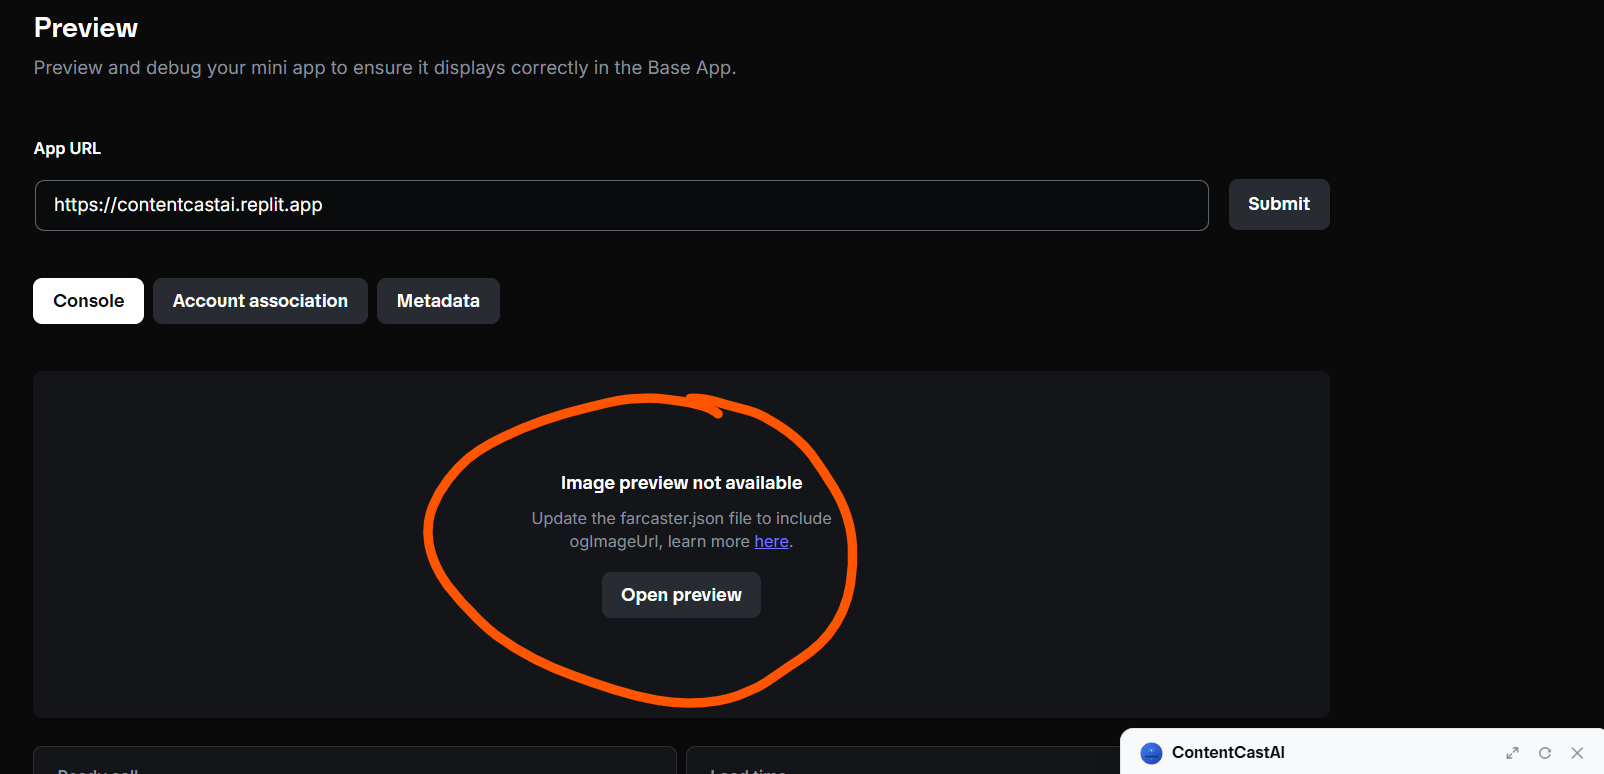 Preview
Preview and debug your mini app to ensure it displays correctly in the Base App.
App URL
https://contentcastai.replit.app
Submit
Console
Account association
Metadata
Image preview not available
Update the farcaster.json file to include
ogImageUrl, learn more here.
Open preview
ContentCastAI